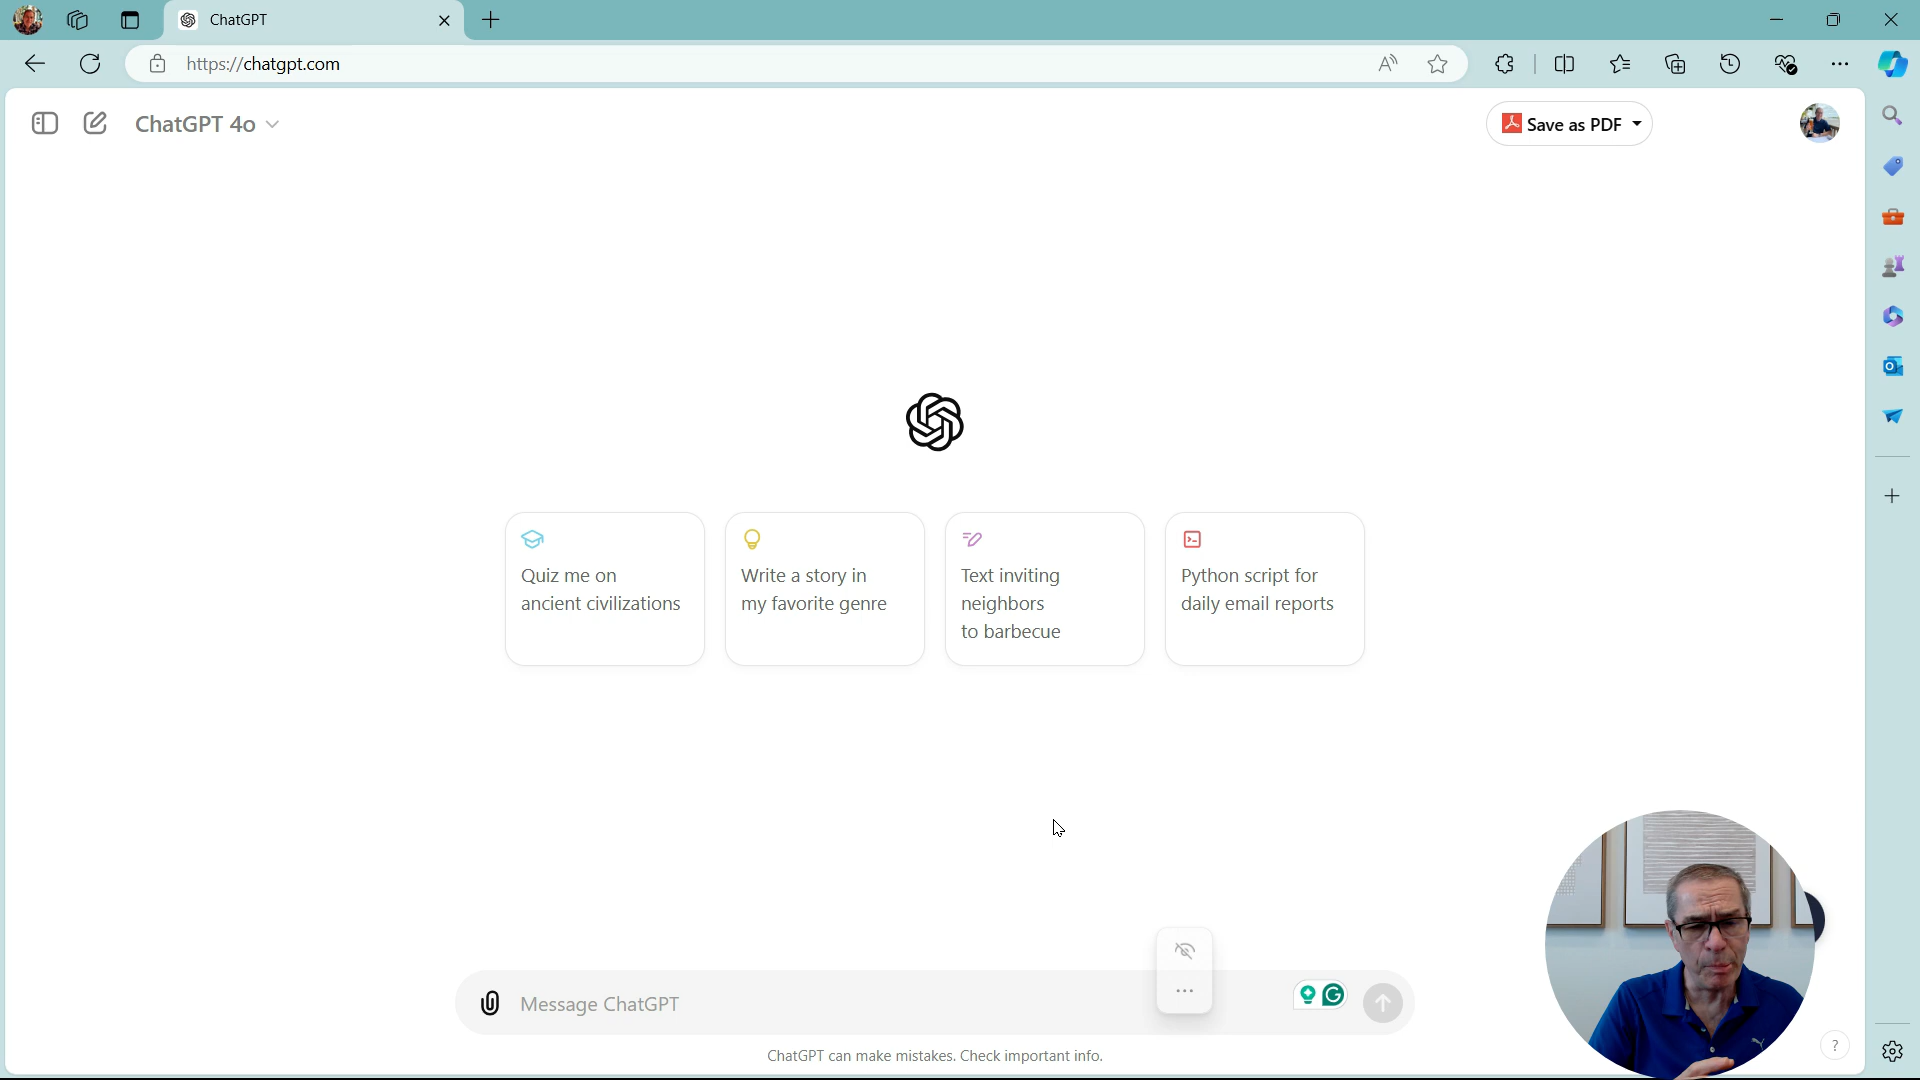 ChatGPT
https://chatgpt.com
ChatGPT 4o
Save as PDF
Quiz me on
ancient civilizations
Write a story in
my favorite genre
Text inviting
neighbors
to barbecue
Python script for
daily email reports
Message ChatGPT
ChatGPT can make mistakes. Check important info.
?